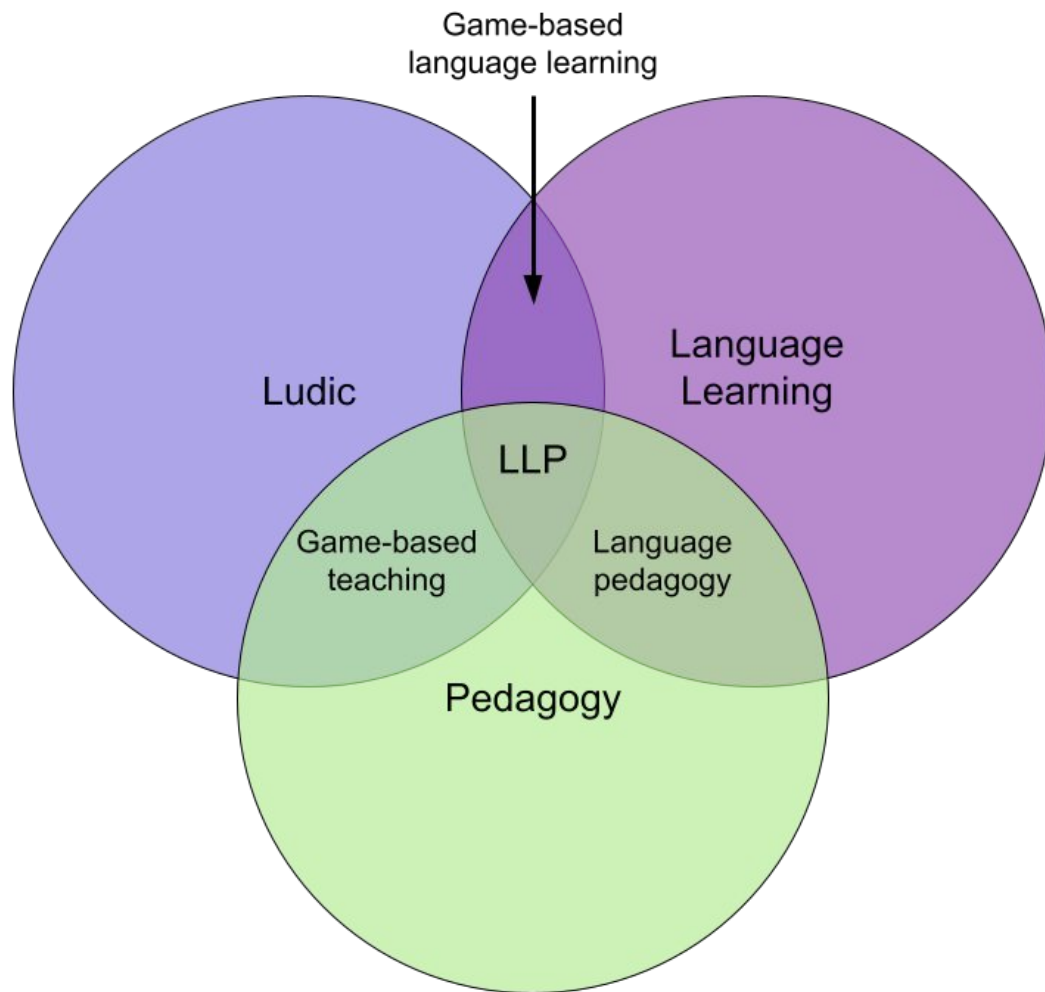 Game-based
language learning
Ludic
Language
Learning
LLP
Game-based
teaching
Language
pedagogy
Pedagogy